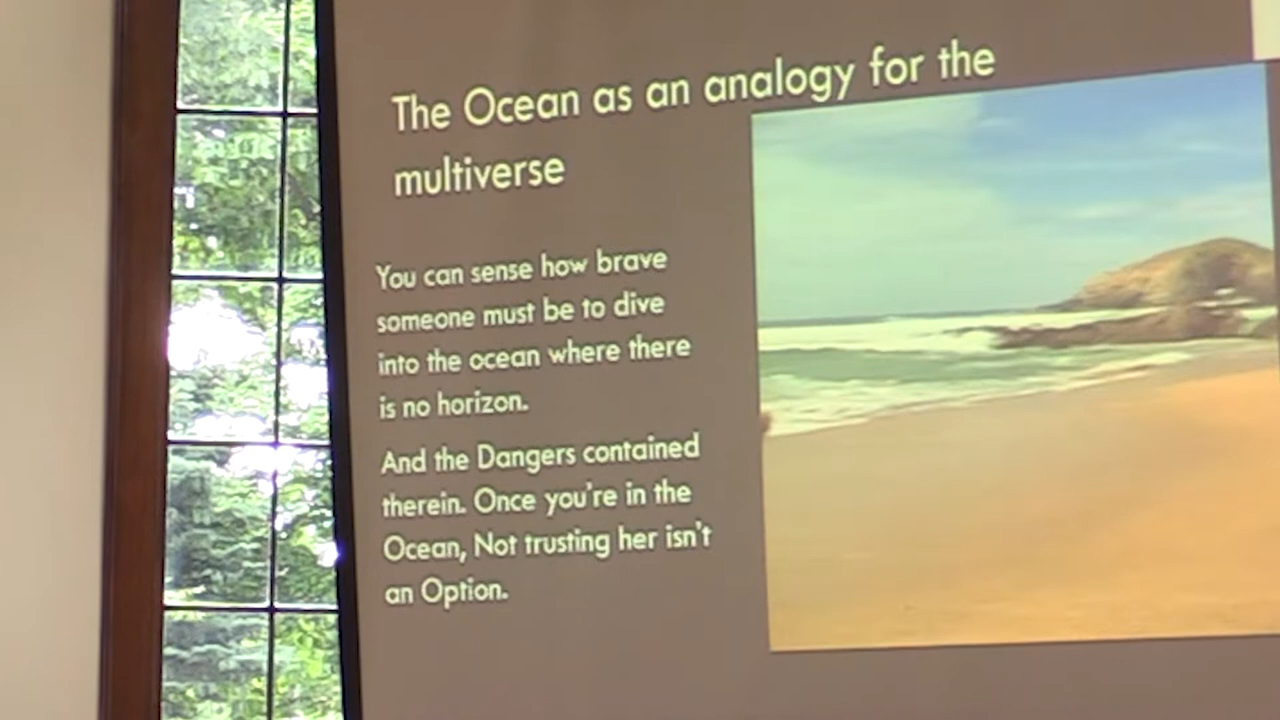 The Ocean as an analogy for the
multiverse
You can sense how brave
someone must be to dive
into the ocean where there
is no horizon.
And the Dangers contained
therein. Once you're in the
Ocean, Not trusting her isn't
an Option.